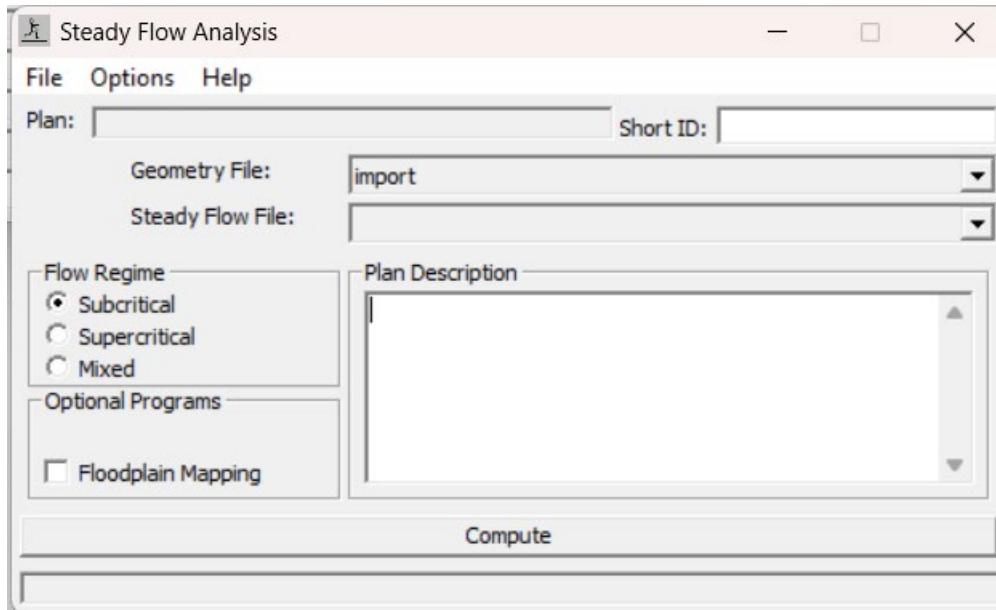 Steady Flow Analysis
File Options Help
Plan: Short ID:
Geometry File: import
Steady Flow File:
Flow Regime
Subcritical
Supercritical
Mixed
Optional Programs
Floodplain Mapping
Plan Description
Compute